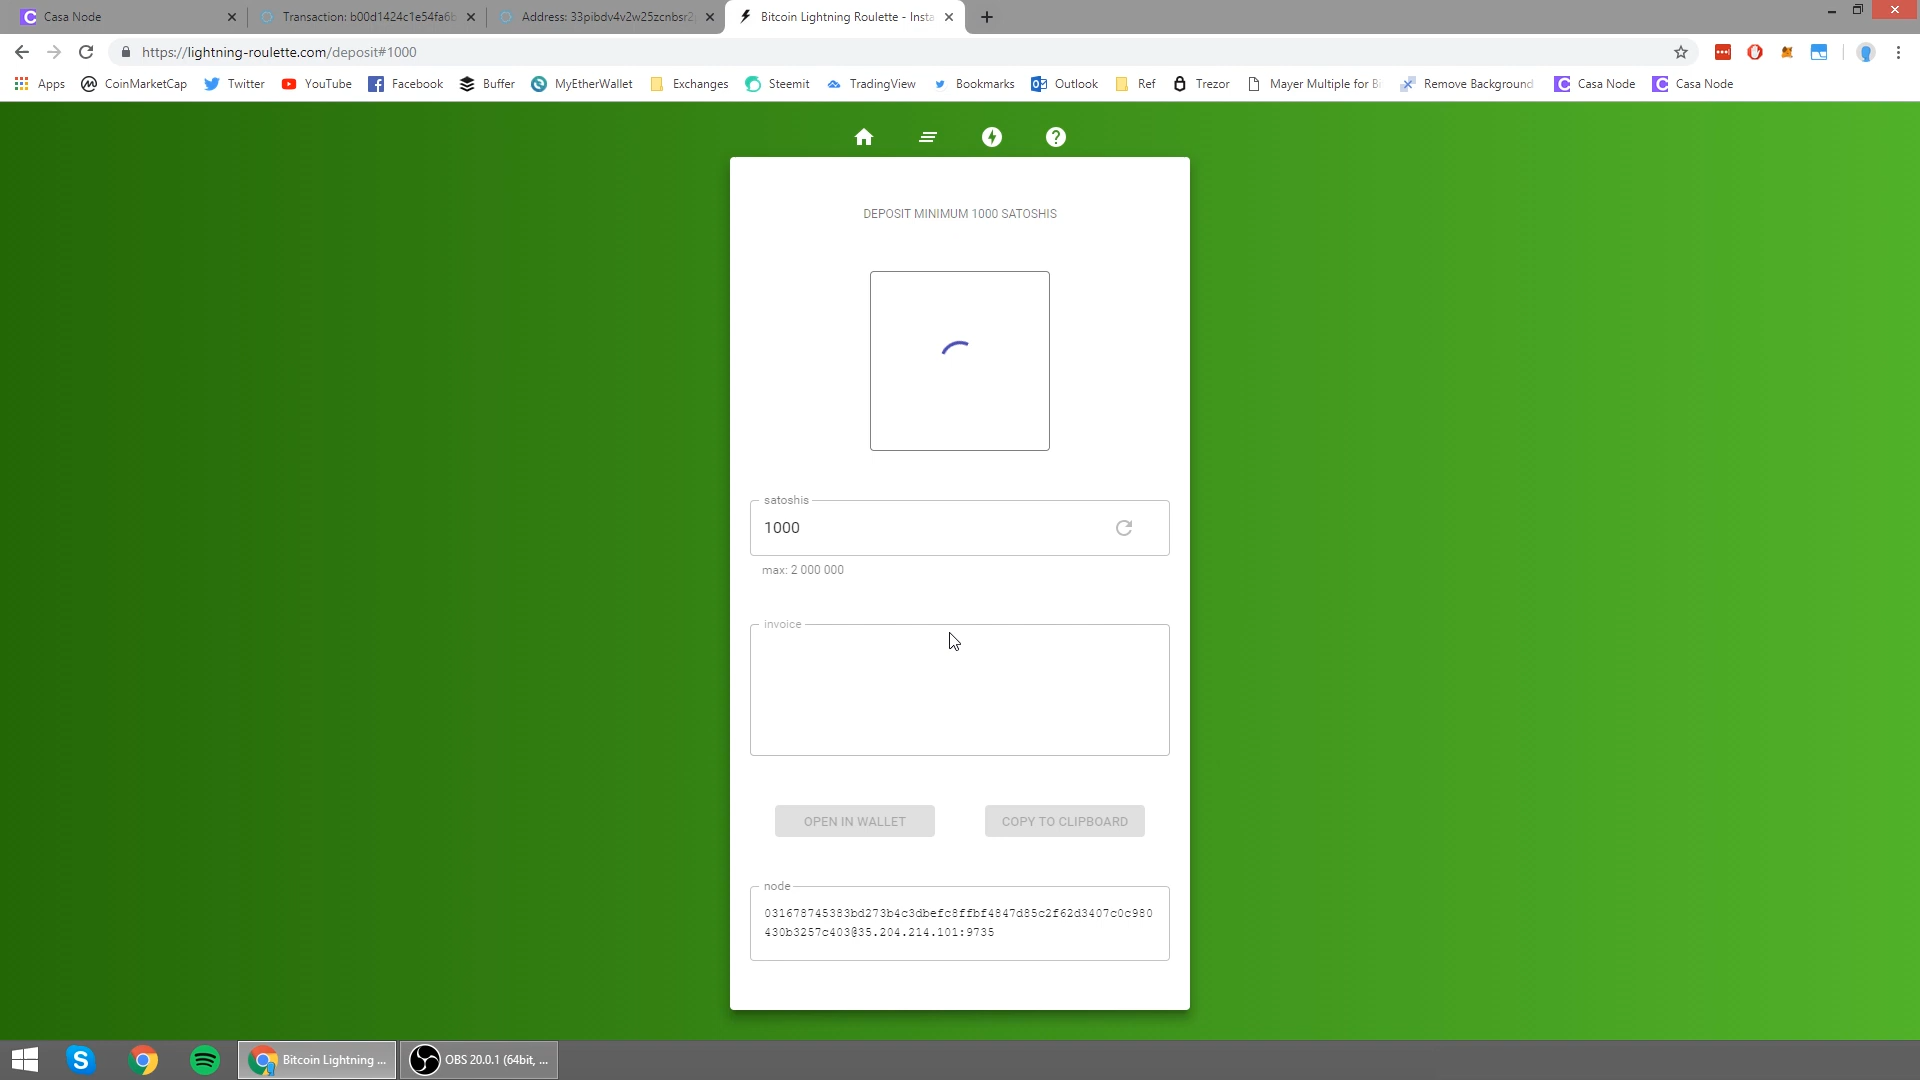 Casa Node
Transaction: b00d1424c1e54fa6b
Address: 33pibdv4v2w25zcnbsr2
Bitcoin Lightning Roulette - Insta
https://lightning-roulette.com/deposit#1000
Apps
CoinMarketCap
Twitter
YouTube
Facebook
Buffer
MyEtherWallet
Exchanges
Steemit
TradingView
Bookmarks
Outlook
Ref
Trezor
Mayer Multiple for Bi
Remove Background
Casa Node
Casa Node
DEPOSIT MINIMUM 1000 SATOSHIS
satoshis
1000
max: 2 000 000
invoice
OPEN IN WALLET
COPY TO CLIPBOARD
node
031678745383bd273b4c3dbefc8ffbf4847d85c2f62d3407c0c980
430b3257c403@35.204.214.101:9735
Bitcoin Lightning ...
OBS 20.0.1 (64bit, ...